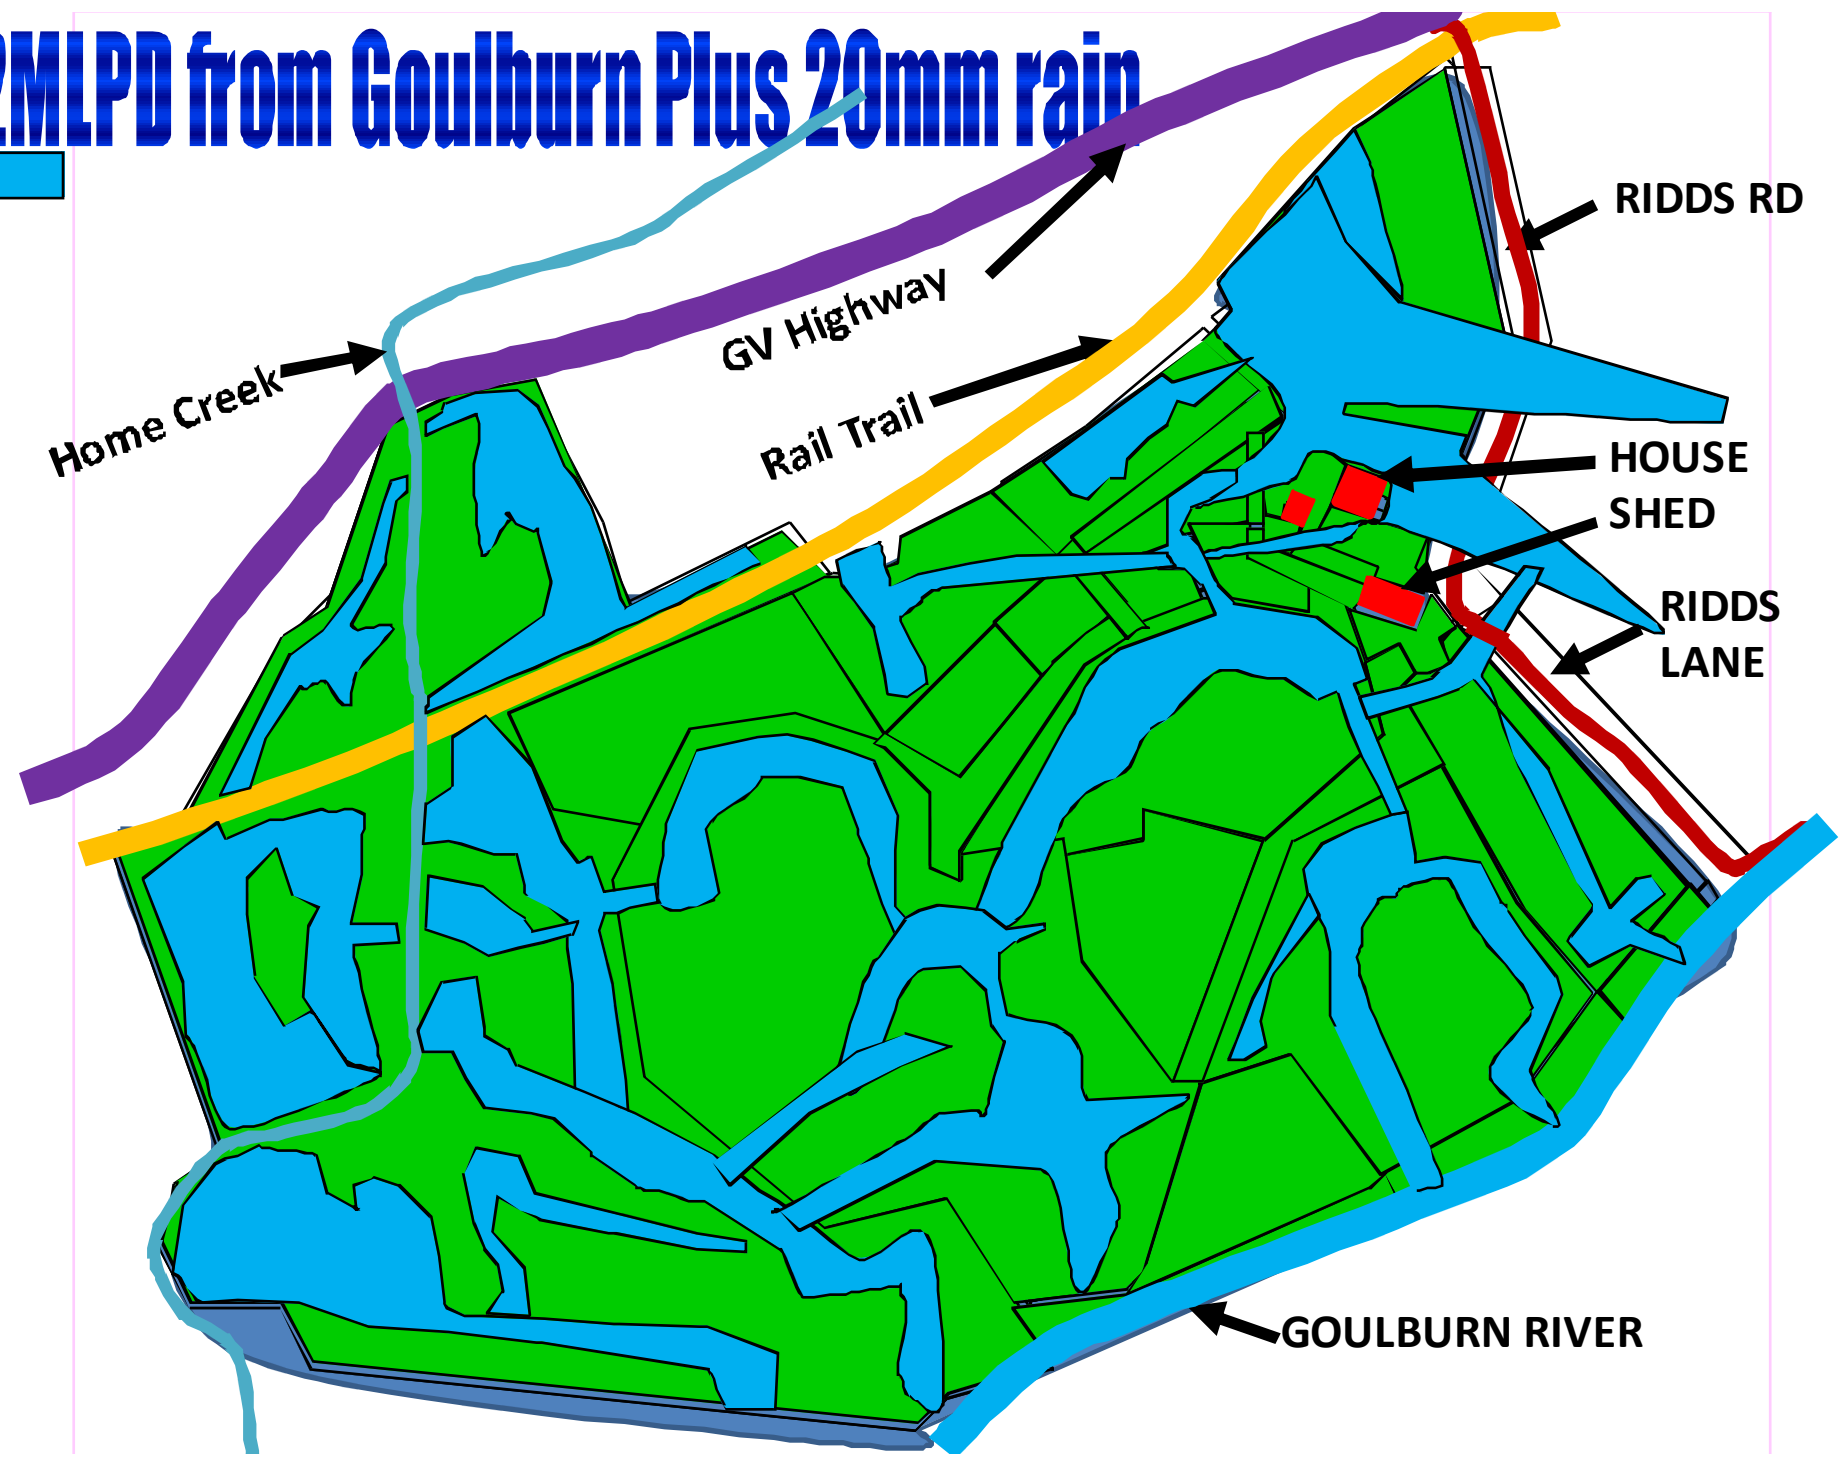 2MLPD from Goulburn Plus 20mm rain
RIDDS RD
GV Highway
Home Creek
Rail Trail
HOUSE
SHED
RIDDS
LANE
GOULBURN RIVER